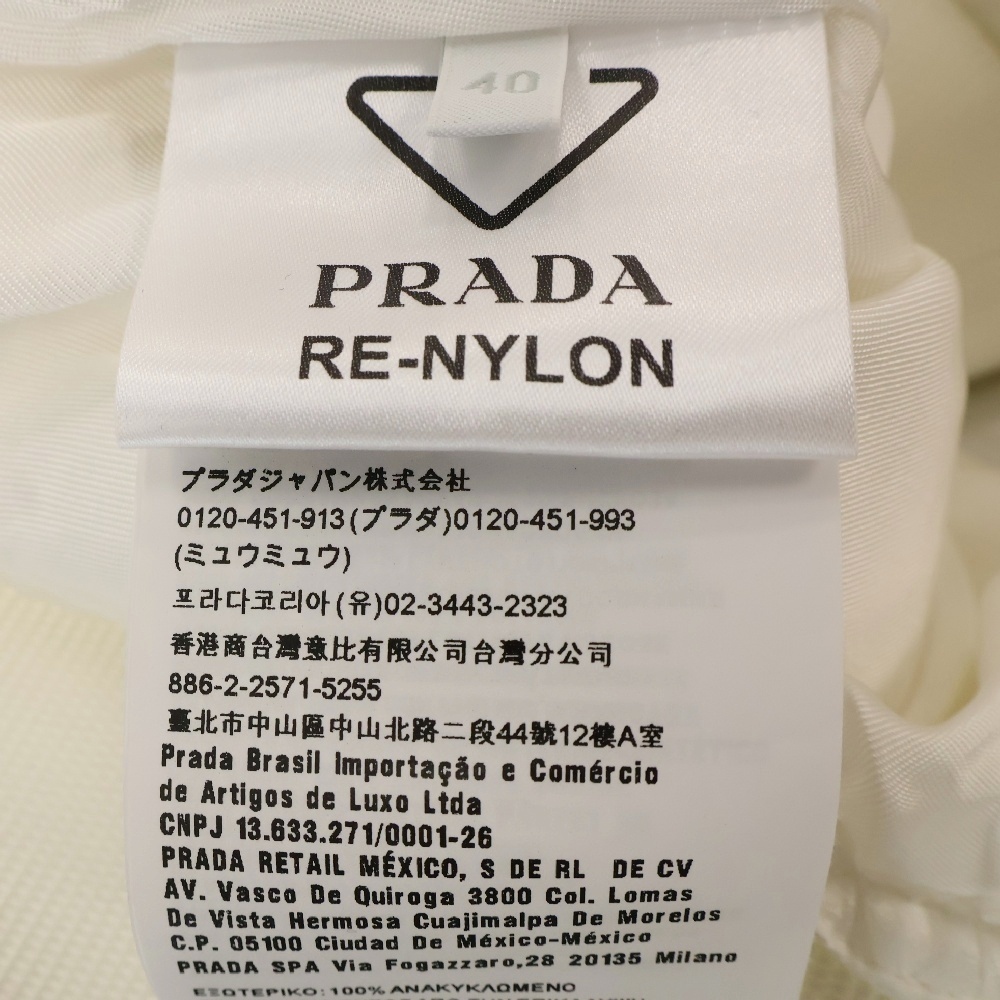 40
PRADA
RE-NYLON
プラダジャパン株式会社
0120-451-913(プラダ)0120-451-993
(ミュウミュウ)
프라다코리아(유)02-3443-2323
香港商台灣意比有限公司台灣分公司
886-2-2571-5255
臺北市中山區中山北路二段44號12樓A室
Prada Brasil Importação e Comércio
de Artigos de Luxo Ltda
CNPJ 13.633.271/0001-26
PRADA RETAIL MÉXICO, S DE RL DE CV
AV. Vasco De Quiroga 3800 Col. Lomas
De Vista Hermosa Cuajimalpa De Morelos
C.P. 05100 Ciudad De México-México
PRADA SPA Via Fogazzaro,28 20135 Milano
ΕΞΩΤΕΡΙΚΟ: 100% ΑΝΑΚΥΚΛΩΜΕΝΟ